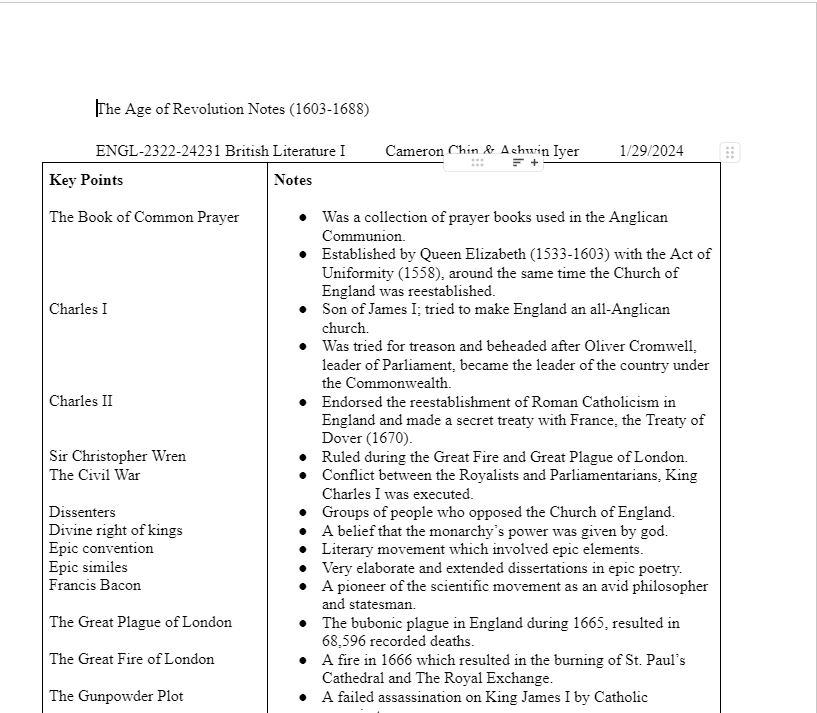 The Age of Revolution Notes (1603-1688)
ENGL-2322-24231 British Literature I Cameron Chin & Ashwin Iyer 1/29/2024
Key Points Notes
The Book of Common Prayer ● Was a collection of prayer books used in the Anglican
Communion.
● Established by Queen Elizabeth (1533-1603) with the Act of
Uniformity (1558), around the same time the Church of
England was reestablished.
Charles I ● Son of James I; tried to make England an all-Anglican
church.
● Was tried for treason and beheaded after Oliver Cromwell,
leader of Parliament, became the leader of the country under
the Commonwealth.
Charles II ● Endorsed the reestablishment of Roman Catholicism in
England and made a secret treaty with France, the Treaty of
Dover (1670).
Sir Christopher Wren ● Ruled during the Great Fire and Great Plague of London.
The Civil War ● Conflict between the Royalists and Parliamentarians, King
Charles I was executed.
Dissenters ● Groups of people who opposed the Church of England.
Divine right of kings ● A belief that the monarchy’s power was given by god.
Epic convention ● Literary movement which involved epic elements.
Epic similes ● Very elaborate and extended dissertations in epic poetry.
Francis Bacon ● A pioneer of the scientific movement as an avid philosopher
and statesman.
The Great Plague of London ● The bubonic plague in England during 1665, resulted in
68,596 recorded deaths.
The Great Fire of London ● A fire in 1666 which resulted in the burning of St. Paul’s
Cathedral and The Royal Exchange.
The Gunpowder Plot ● A failed assassination on King James I by Catholic